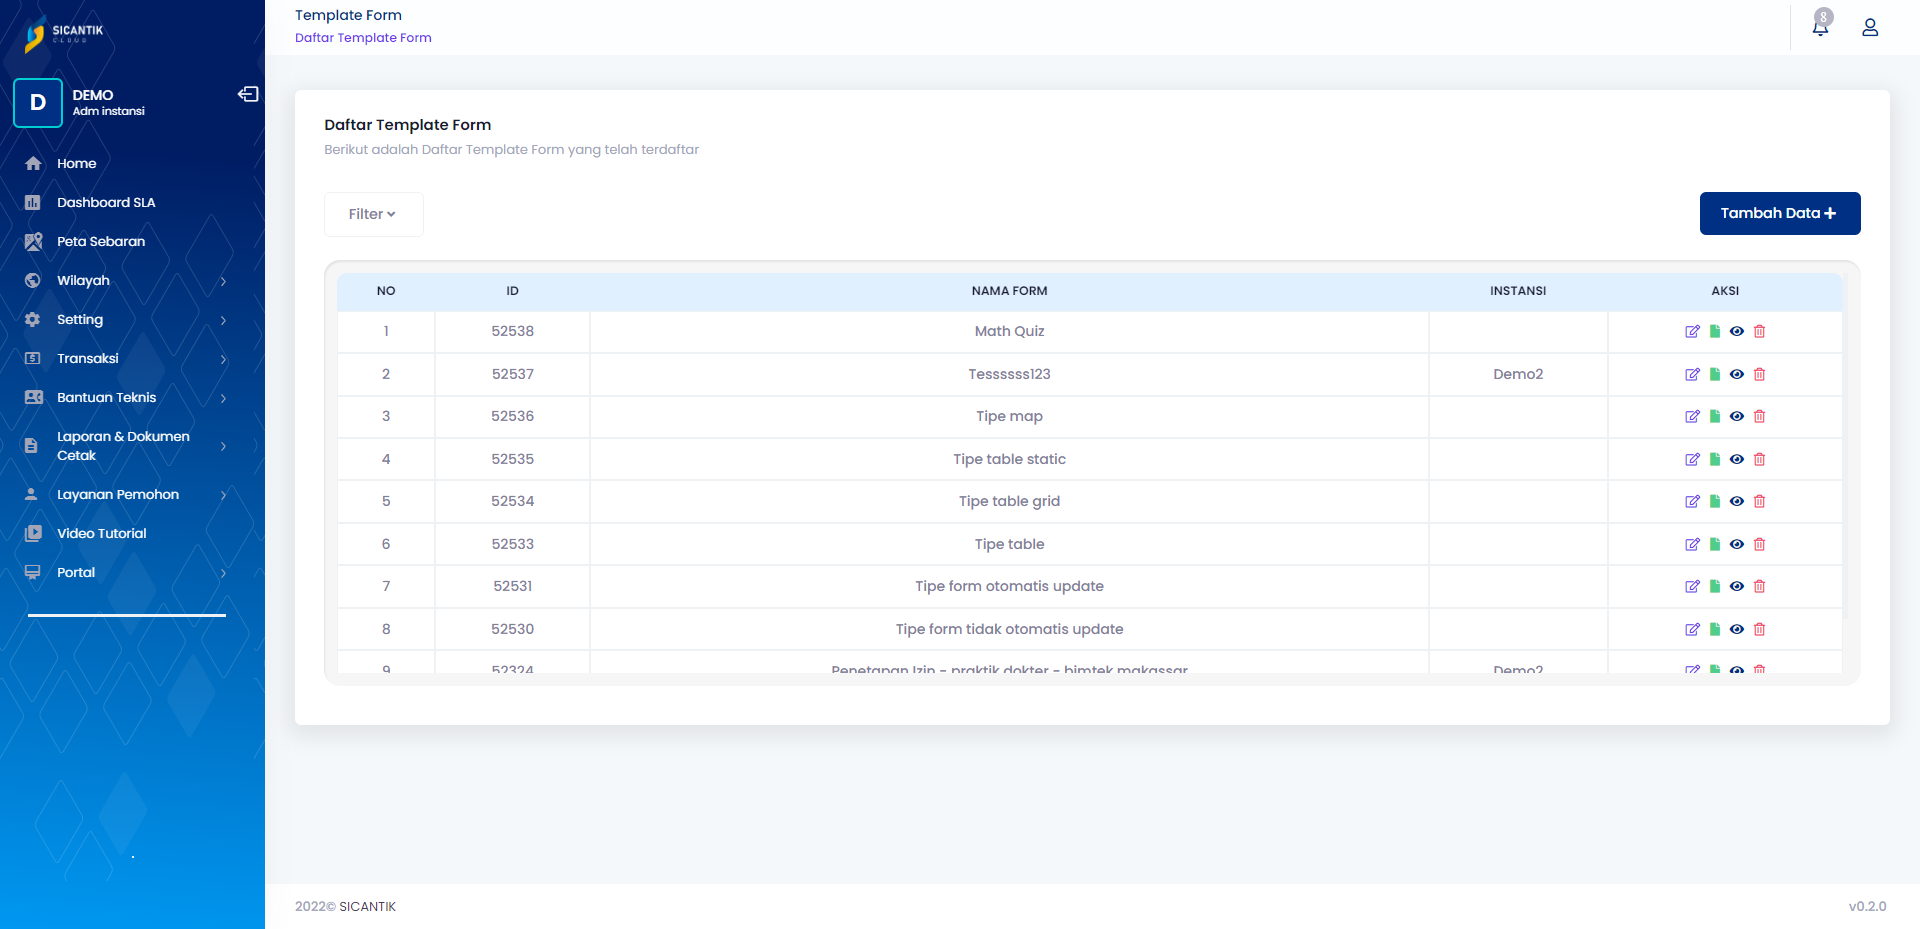 SICANTIK
CLOUD
D
DEMO
Adm instansi
Home
Dashboard SLA
Peta Sebaran
Wilayah
Setting
Transaksi
Bantuan Teknis
Laporan & Dokumen
Cetak
Layanan Pemohon
Video Tutorial
Portal
Template Form
Daftar Template Form
8
Daftar Template Form
Berikut adalah Daftar Template Form yang telah terdaftar
Filter
Tambah Data +
NO ID NAMA FORM INSTANSI AKSI
1 52538 Math Quiz
2 52537 Tessssss123 Demo2
3 52536 Tipe map
4 52535 Tipe table static
5 52534 Tipe table grid
6 52533 Tipe table
7 52531 Tipe form otomatis update
8 52530 Tipe form tidak otomatis update
9 52324 Penetapan Izin - praktik dokter - bimtek makassar Demo2
2022© SICANTIK
v0.2.0